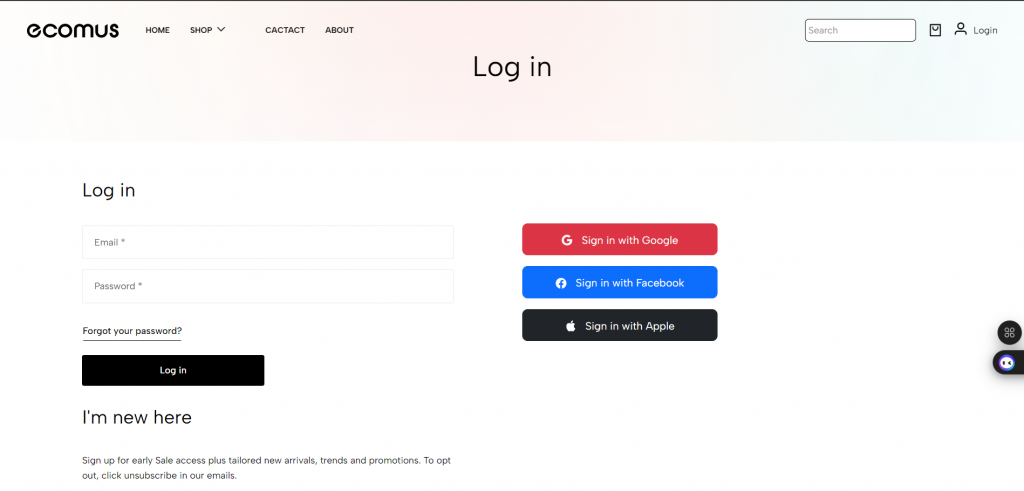 ecomus HOME SHOP CACTACT ABOUT Search Login
Log in
Log in
Email *
Password *
Forgot your password?
Log in
Sign in with Google
Sign in with Facebook
Sign in with Apple
I'm new here
Sign up for early Sale access plus tailored new arrivals, trends and promotions. To opt
out, click unsubscribe in our emails.